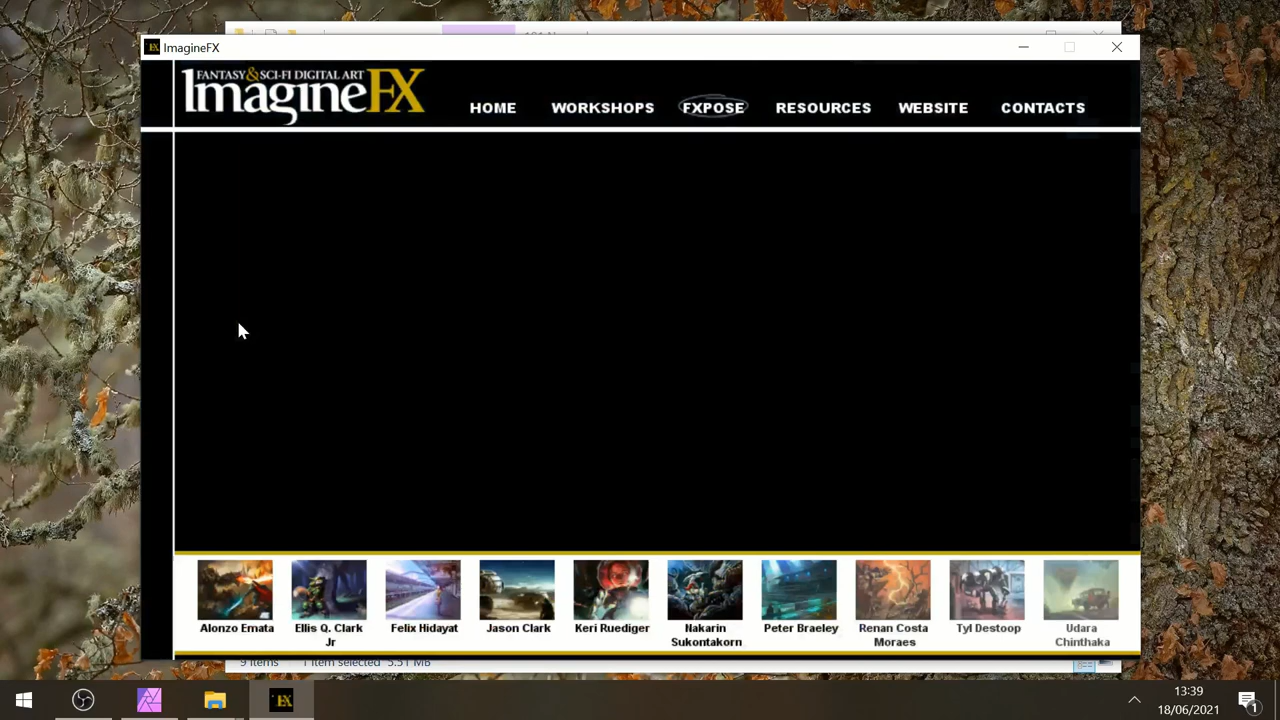 ImagineFX
FANTASY & SCI-FI DIGITAL ART
ImagineFX
HOME WORKSHOPS FXPOSE RESOURCES WEBSITE CONTACTS
Alonzo Emata
Ellis Q. Clark
Jr
Felix Hidayat
Jason Clark
Keri Ruediger
Nakarin
Sukontakorn
Peter Braeley
Renan Costa
Moraes
Tyl Destoop
Udara
Chinthaka
9 items 1 item selected 5.51 MB
13:39
18/06/2021
1